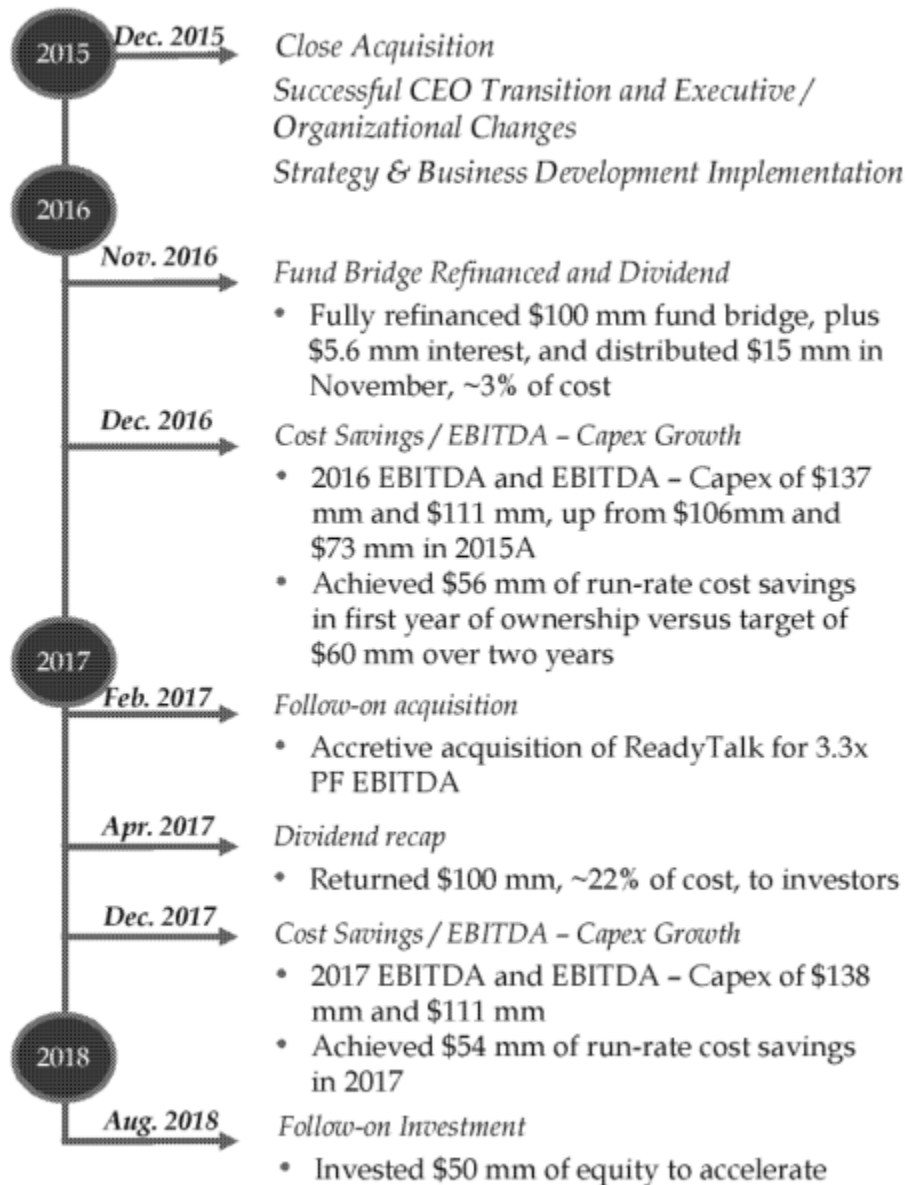 2015
Dec. 2015
Close Acquisition
Successful CEO Transition and Executive /
Organizational Changes
Strategy & Business Development Implementation
2016
Nov. 2016
Fund Bridge Refinanced and Dividend
• Fully refinanced $100 mm fund bridge, plus
$5.6 mm interest, and distributed $15 mm in
November, ~3% of cost
Dec. 2016
Cost Savings / EBITDA – Capex Growth
• 2016 EBITDA and EBITDA – Capex of $137
mm and $111 mm, up from $106mm and
$73 mm in 2015A
• Achieved $56 mm of run-rate cost savings
in first year of ownership versus target of
$60 mm over two years
2017
Feb. 2017
Follow-on acquisition
• Accretive acquisition of ReadyTalk for 3.3x
PF EBITDA
Apr. 2017
Dividend recap
• Returned $100 mm, ~22% of cost, to investors
Dec. 2017
Cost Savings / EBITDA – Capex Growth
• 2017 EBITDA and EBITDA – Capex of $138
mm and $111 mm
• Achieved $54 mm of run-rate cost savings
in 2017
2018
Aug. 2018
Follow-on Investment
• Invested $50 mm of equity to accelerate